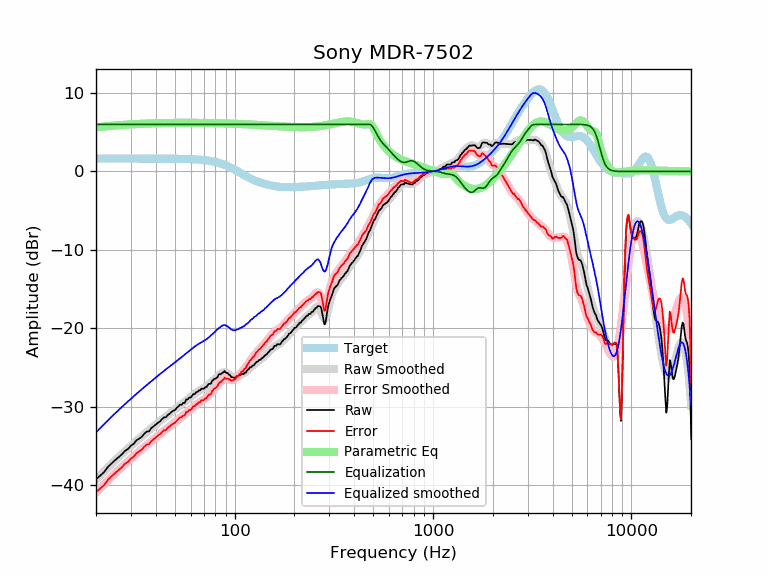 Sony MDR-7502
Amplitude (dBr)
10
0
−10
−20
−30
−40
Target
Raw Smoothed
Error Smoothed
Raw
Error
Parametric Eq
Equalization
Equalized smoothed
100
1000
10000
Frequency (Hz)